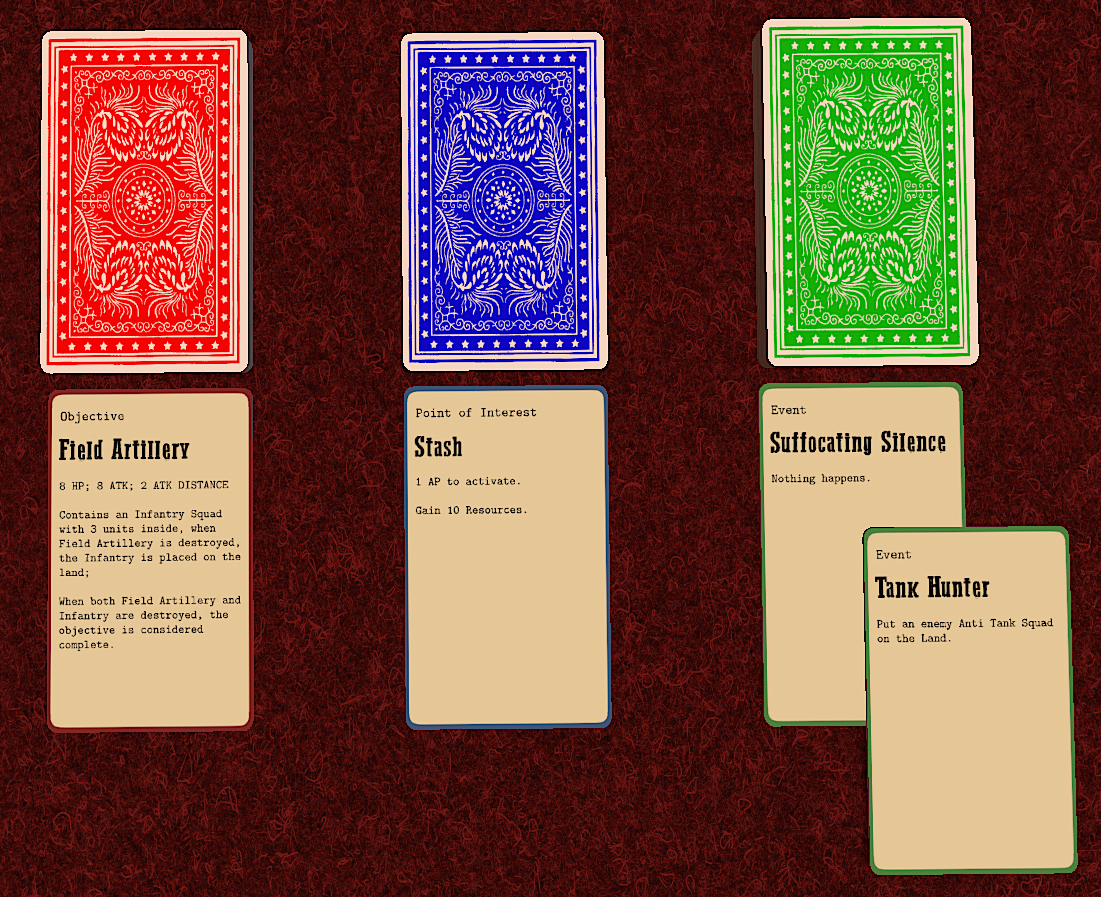 Objective
Field Artillery
8 HP; 8 ATK; 2 ATK DISTANCE
Contains an Infantry Squad
with 3 units inside, when
Field Artillery is destroyed,
the Infantry is placed on the
land;
When both Field Artillery and
Infantry are destroyed, the
objective is considered
complete.
Point of Interest
Stash
1 AP to activate.
Gain 10 Resources.
Event
Suffocating Silence
Nothing happens.
Event
Tank Hunter
Put an enemy Anti Tank Squad
on the Land.